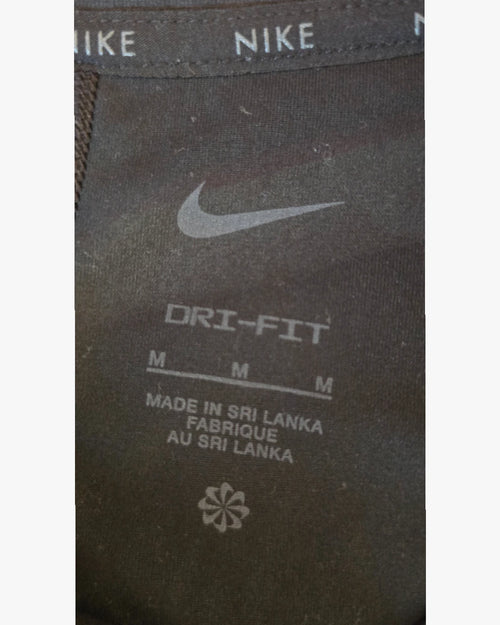 NIKE NIKE
DRI-FIT
M M M
MADE IN SRI LANKA
FABRIQUE
AU SRI LANKA